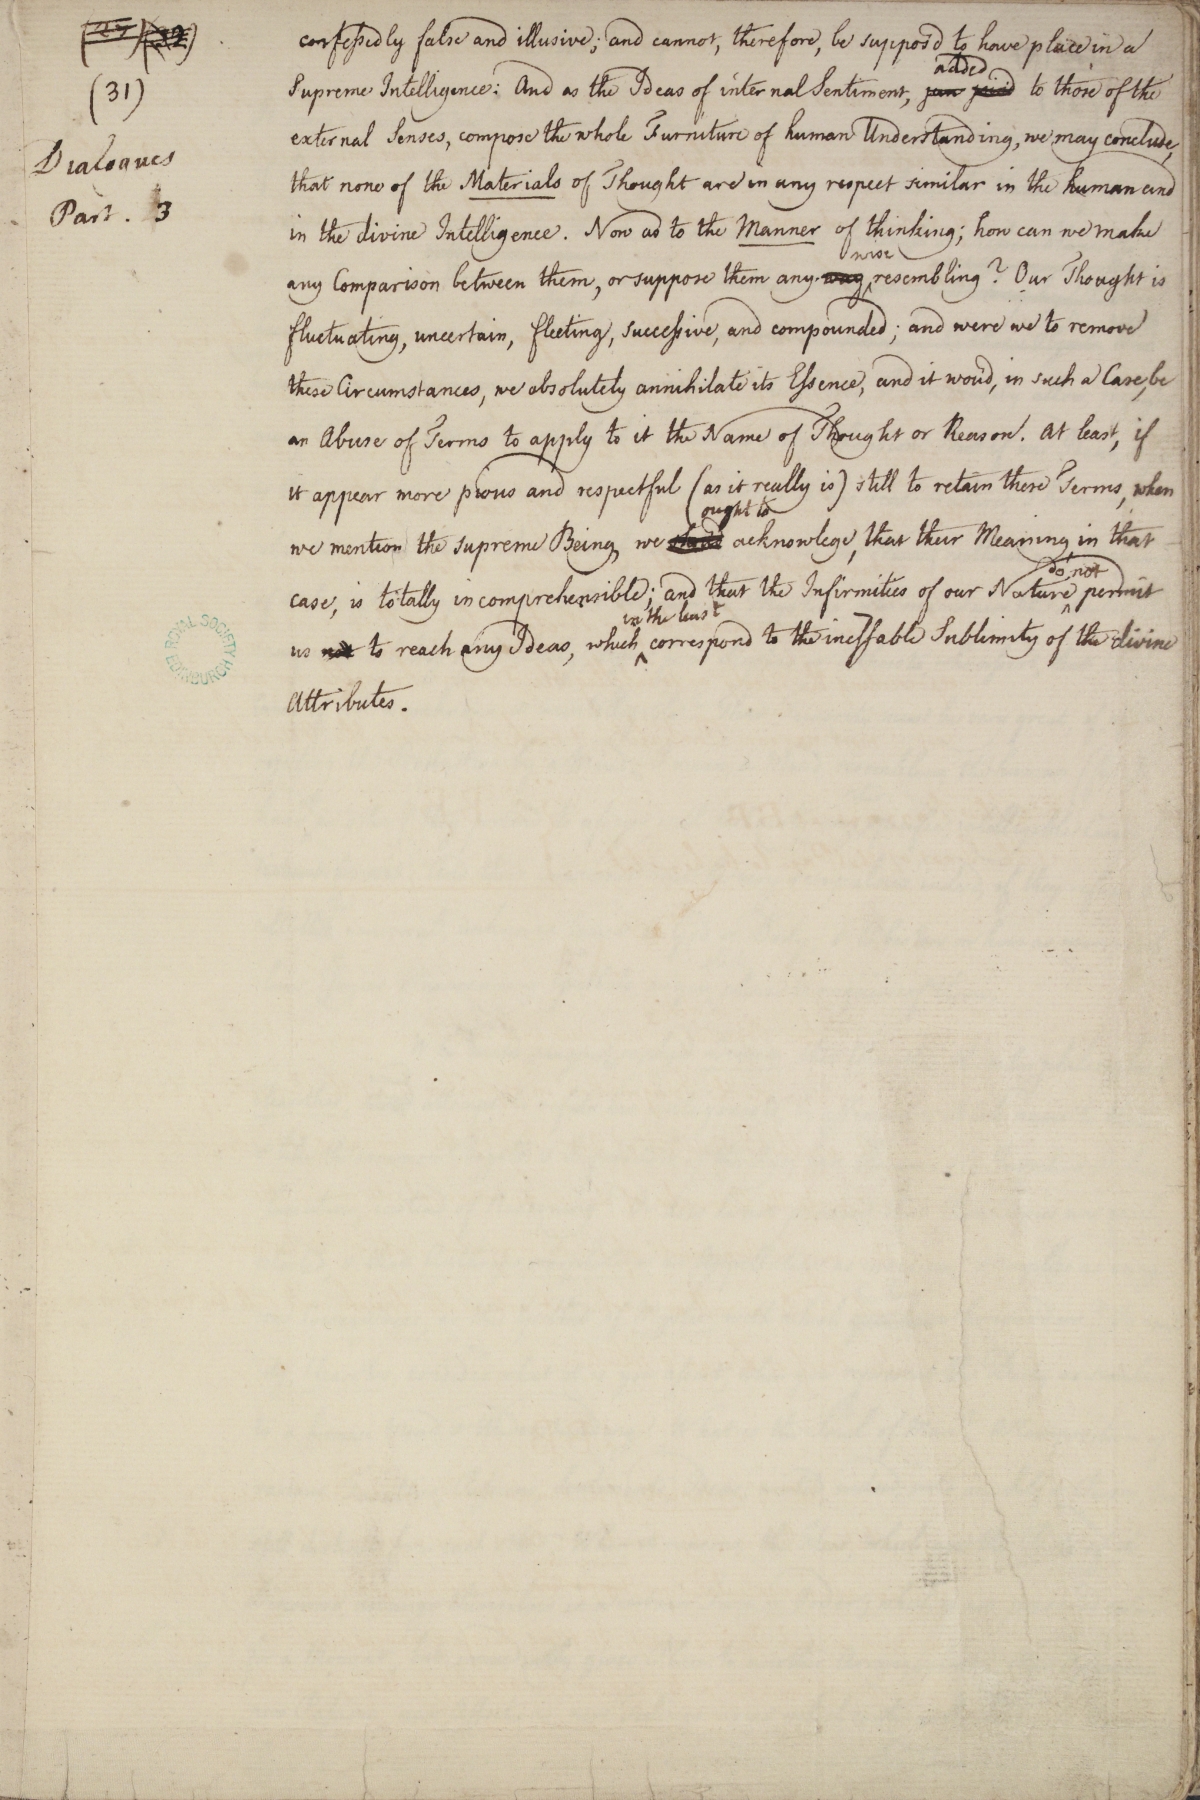 (31)
Dialogues
Part. 3
confessedly false and illusive; and cannot, therefore, be suppos'd to have place in a
added
Supreme Intelligence: And as the Ideas of internal Sentiment, to those of the
external Senses, compose the whole Furniture of human Understanding, we may conclude,
that none of the Materials of Thought are in any respect similar in the human and
in the divine Intelligence. Now as to the Manner of thinking; how can we make
wise
any Comparison between them, or suppose them any way resembling? Our Thought is
fluctuating, uncertain, fleeting, successive, and compounded; and were we to remove
these Circumstances, we absolutely annihilate its Essence, and it woud, in such a Case, be
an Abuse of Terms to apply to it the Name of Thought or Reason. At least, if
it appear more pious and respectful (as it really is) still to retain these Terms, when
ought to
we mention the supreme Being, we acknowlege, that their Meaning, in that
do not
case, is totally incomprehensible; and that the Infirmities of our Nature permit
in the least
us not to reach any Ideas, which correspond to the ineffable Sublimity of the divine
Attributes.
ROYAL SOCIETY
EDINBURGH